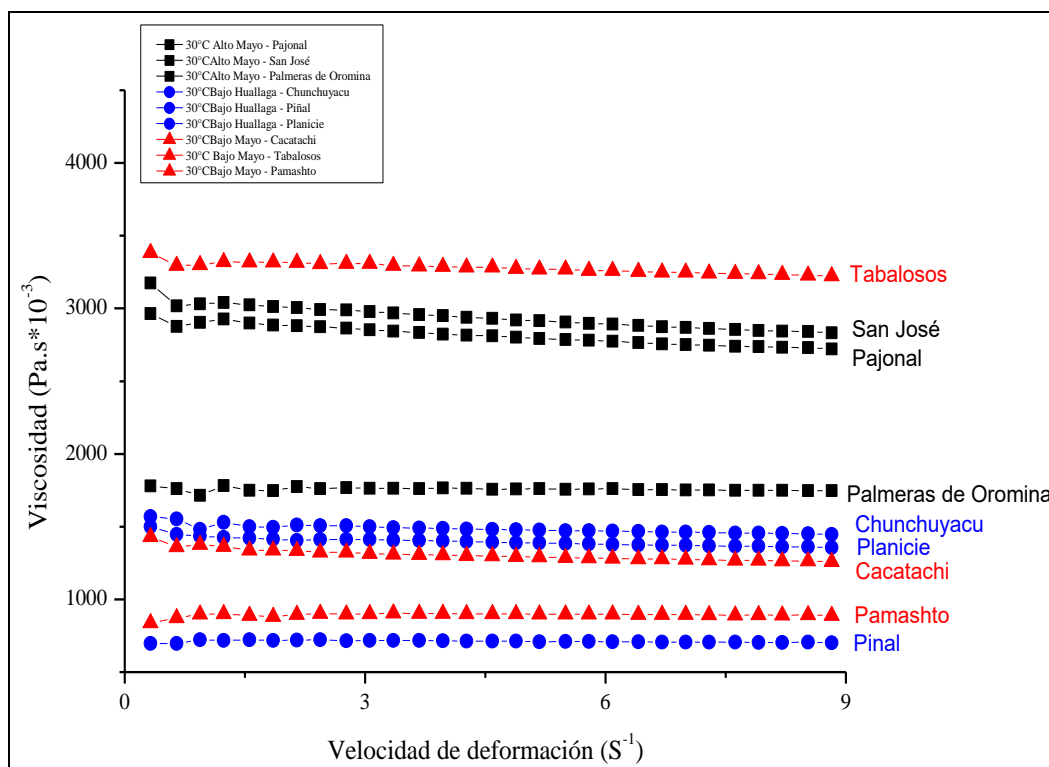 30°C Alto Mayo - Pajonal
30°CAlto Mayo - San José
30°CAlto Mayo - Palmeras de Oromina
30°CBajo Huallaga - Chunchuyacu
30°CBajo Huallaga - Piñal
30°CBajo Huallaga - Planicie
30°CBajo Mayo - Cacatachi
30°C Bajo Mayo - Tabalosos
30°CBajo Mayo - Pamashto
4000
3000
2000
1000
Viscosidad (Pa.s*10⁻³)
Tabalosos
San José
Pajonal
Palmeras de Oromina
Chunchuyacu
Planicie
Cacatachi
Pamashto
Pinal
0 3 6 9
Velocidad de deformación (S⁻¹)